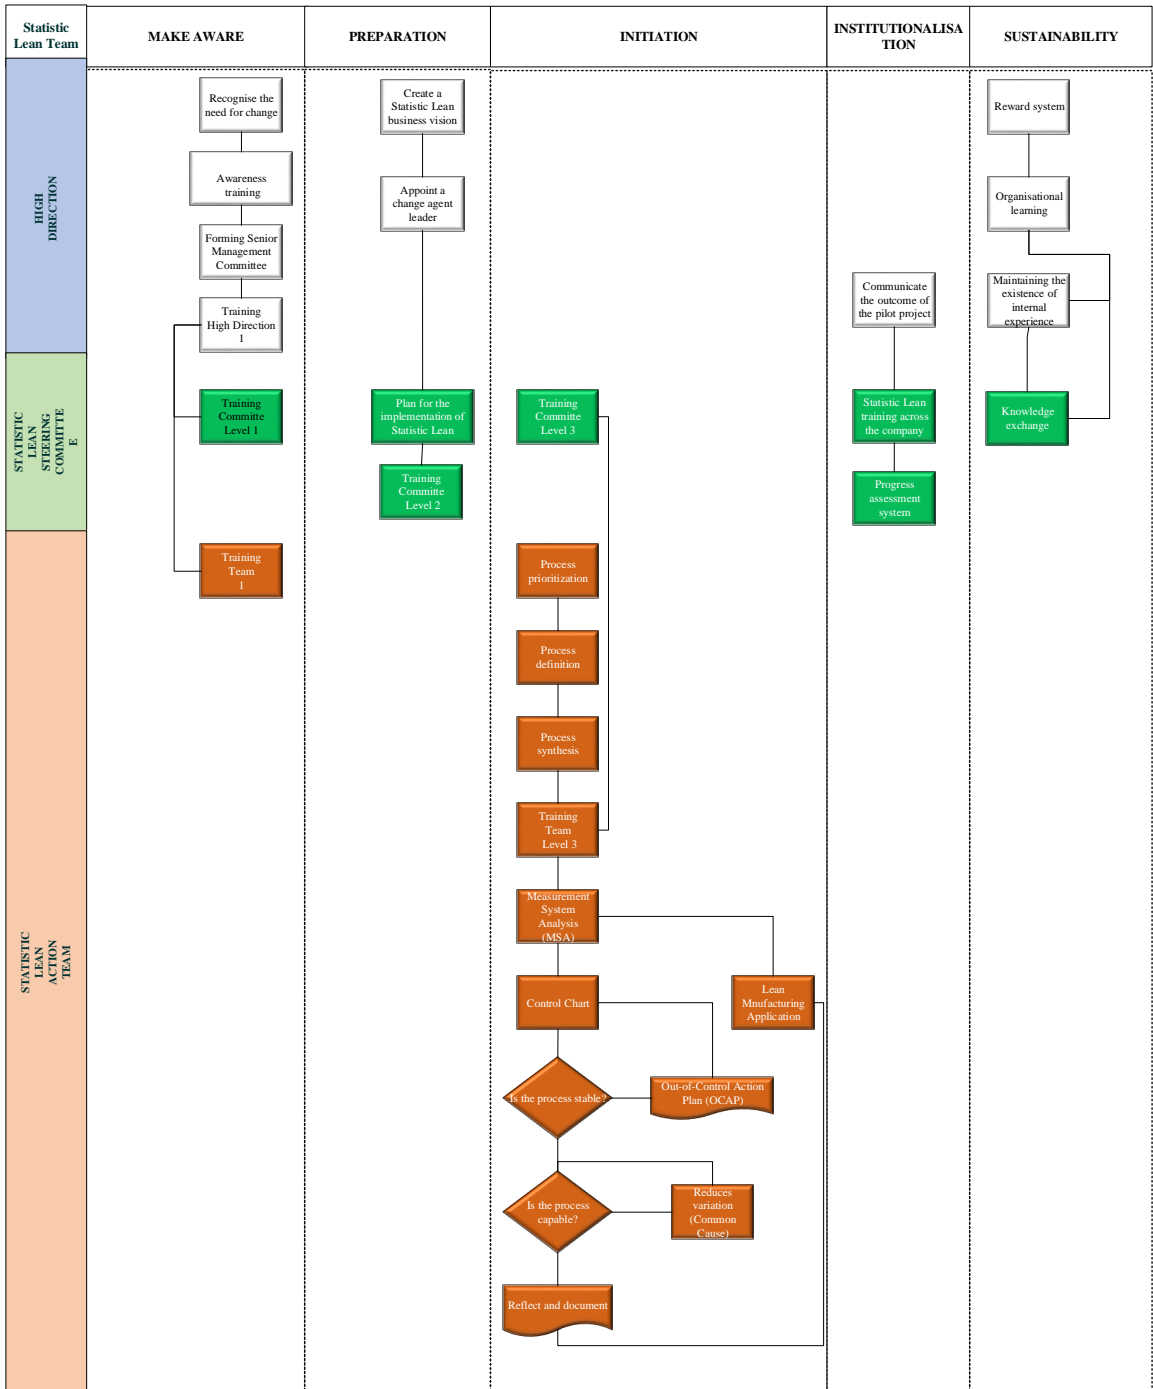 Statistic
Lean Team
MAKE AWARE
PREPARATION
INITIATION
INSTITUTIONALISA
TION
SUSTAINABILITY
HIGH
DIRECTION
Recognise the
need for change
Awareness
training
Forming Senior
Management
Committee
Training
High Direction
1
Create a
Statistic Lean
business vision
Appoint a
change agent
leader
Communicate
the outcome of
the pilot project
Reward system
Organisational
learning
Maintaining the
existence of
internal
experience
STATISTIC
LEAN
STEERING
COMMITTE
E
Training
Committe
Level 1
Plan for the
implementation of
Statistic Lean
Training
Committe
Level 2
Training
Committe
Level 3
Statistic Lean
training across
the company
Progress
assessment
system
Knowledge
exchange
STATISTIC
LEAN
ACTION
TEAM
Training
Team
1
Process
prioritization
Process
definition
Process
synthesis
Training
Team
Level 3
Measurement
System
Analysis
(MSA)
Control Chart
Lean
Mnufacturing
Application
Is the process stable?
Out-of-Control Action
Plan (OCAP)
Is the process
capable?
Reduces
variation
(Common
Cause)
Reflect and document